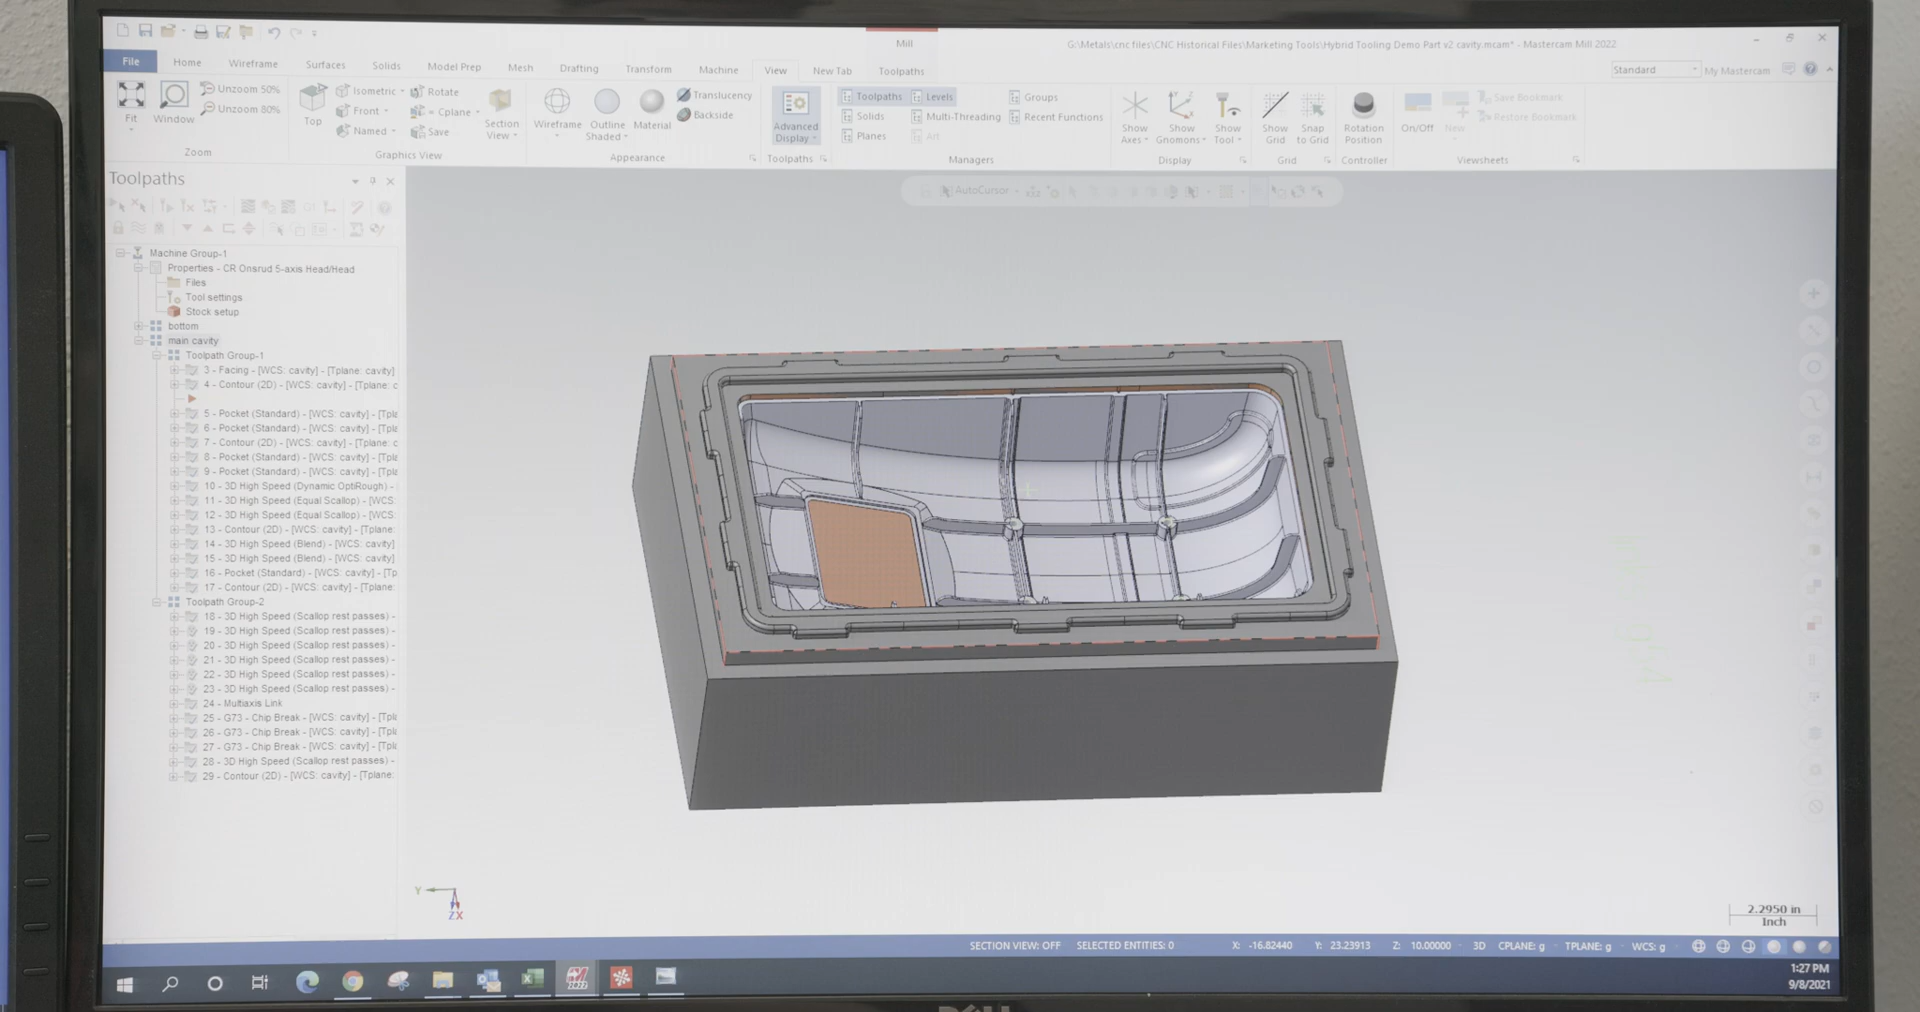 Mill
G:\Metals\cnc files\CNC Historical Files\Marketing Tools\Hybrid Tooling Demo Part v2 cavity.mcam* - Mastercam Mill 2022
File Home Wireframe Surfaces Solids Model Prep Mesh Drafting Transform Machine View New Tab Toolpaths
Standard My Mastercam
Fit
Window
Unzoom 50%
Unzoom 80%
Zoom
Top
Isometric
Front
Named
Rotate
= Cplane
Save
Section View
Graphics View
Wireframe
Outline Shaded
Material
Translucency
Backside
Appearance
Advanced Display
Toolpaths
Toolpaths
Solids
Planes
Levels
Multi-Threading
Art
Groups
Recent Functions
Managers
Show Axes
Show Gnomons
Show Tool
Display
Show Grid
Snap to Grid
Grid
Rotation Position
Controller
On/Off
New
Save Bookmark
Restore Bookmark
Viewsheets
AutoCursor
Toolpaths
Machine Group-1
Properties - CR Onsrud 5-axis Head/Head
Files
Tool settings
Stock setup
bottom
main cavity
Toolpath Group-1
3 - Facing - [WCS: cavity] - [Tplane: cavity]
4 - Contour (2D) - [WCS: cavity] - [Tplane: c
5 - Pocket (Standard) - [WCS: cavity] - [Tpla
6 - Pocket (Standard) - [WCS: cavity] - [Tpla
7 - Contour (2D) - [WCS: cavity] - [Tplane: c
8 - Pocket (Standard) - [WCS: cavity] - [Tpla
9 - Pocket (Standard) - [WCS: cavity] - [Tpla
10 - 3D High Speed (Dynamic OptiRough) -
11 - 3D High Speed (Equal Scallop) - [WCS:
12 - 3D High Speed (Equal Scallop) - [WCS:
13 - Contour (2D) - [WCS: cavity] - [Tplane:
14 - 3D High Speed (Blend) - [WCS: cavity]
15 - 3D High Speed (Blend) - [WCS: cavity]
16 - Pocket (Standard) - [WCS: cavity] - [Tp
17 - Contour (2D) - [WCS: cavity] - [Tplane:
Toolpath Group-2
18 - 3D High Speed (Scallop rest passes) -
19 - 3D High Speed (Scallop rest passes) -
20 - 3D High Speed (Scallop rest passes) -
21 - 3D High Speed (Scallop rest passes) -
22 - 3D High Speed (Scallop rest passes) -
23 - 3D High Speed (Scallop rest passes) -
24 - Multiaxis Link
25 - G73 - Chip Break - [WCS: cavity] - [Tpla
26 - G73 - Chip Break - [WCS: cavity] - [Tpla
27 - G73 - Chip Break - [WCS: cavity] - [Tpla
28 - 3D High Speed (Scallop rest passes) -
29 - Contour (2D) - [WCS: cavity] - [Tplane:
Y
ZX
2.2950 in
Inch
SECTION VIEW: OFF SELECTED ENTITIES: 0 X: -16.82440 Y: 23.23913 Z: 10.00000 3D CPLANE: g TPLANE: g WCS: g
2022
1:27 PM
9/8/2021